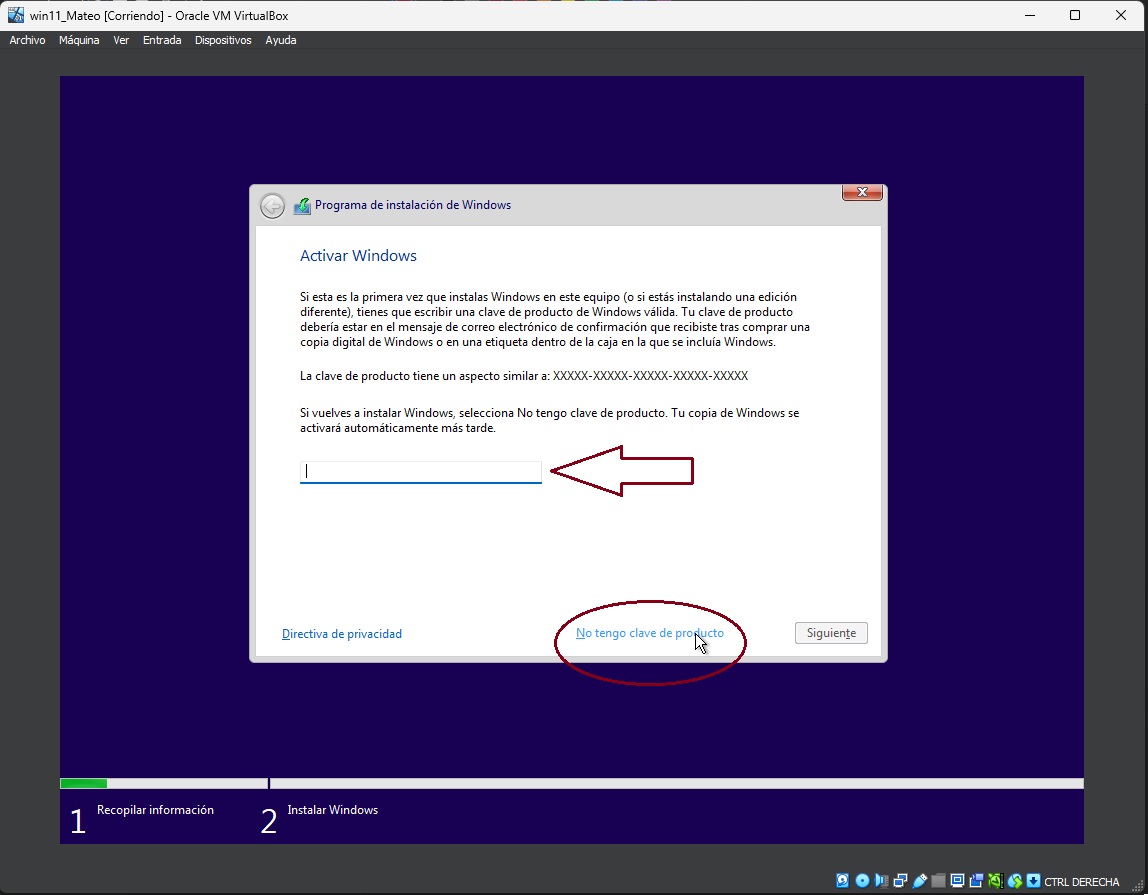 win11_Mateo [Corriendo] - Oracle VM VirtualBox
Archivo Máquina Ver Entrada Dispositivos Ayuda
Programa de instalación de Windows
Activar Windows
Si esta es la primera vez que instalas Windows en este equipo (o si estás instalando una edición
diferente), tienes que escribir una clave de producto de Windows válida. Tu clave de producto
debería estar en el mensaje de correo electrónico de confirmación que recibiste tras comprar una
copia digital de Windows o en una etiqueta dentro de la caja en la que se incluía Windows.
La clave de producto tiene un aspecto similar a: XXXXX-XXXXX-XXXXX-XXXXX-XXXXX
Si vuelves a instalar Windows, selecciona No tengo clave de producto. Tu copia de Windows se
activará automáticamente más tarde.
Directiva de privacidad No tengo clave de producto Siguiente
1 Recopilar información 2 Instalar Windows
CTRL DERECHA